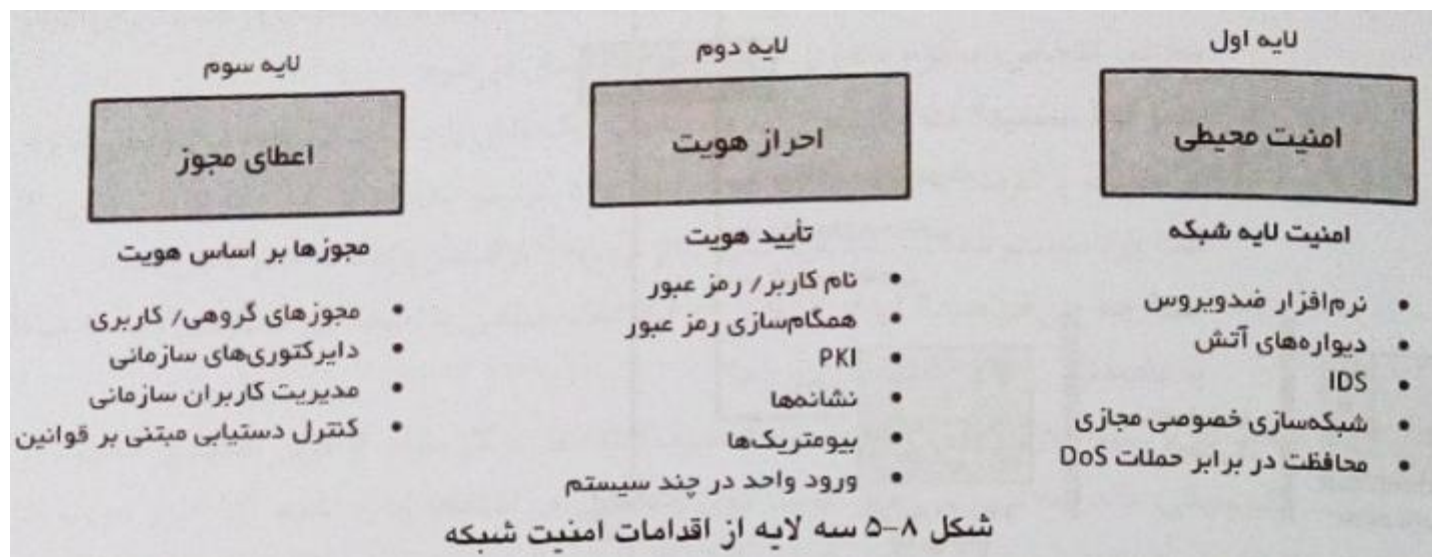 لایه اول
امنیت محیطی
امنیت لایه شبکه
• نرم‌افزار ضدویروس
• دیواره‌های آتش
• IDS
• شبکه‌سازی خصوصی مجازی
• محافظت در برابر حملات DoS
لایه دوم
احراز هویت
تأیید هویت
• نام کاربر/ رمز عبور
• همگام‌سازی رمز عبور
• PKI
• نشانه‌ها
• بیومتریک‌ها
• ورود واحد در چند سیستم
لایه سوم
اعطای مجوز
مجوزها بر اساس هویت
• مجوزهای گروهی/ کاربری
• دایرکتوری‌های سازمانی
• مدیریت کاربران سازمانی
• کنترل دستیابی مبتنی بر قوانین
شکل ۸–۵ سه لایه از اقدامات امنیت شبکه